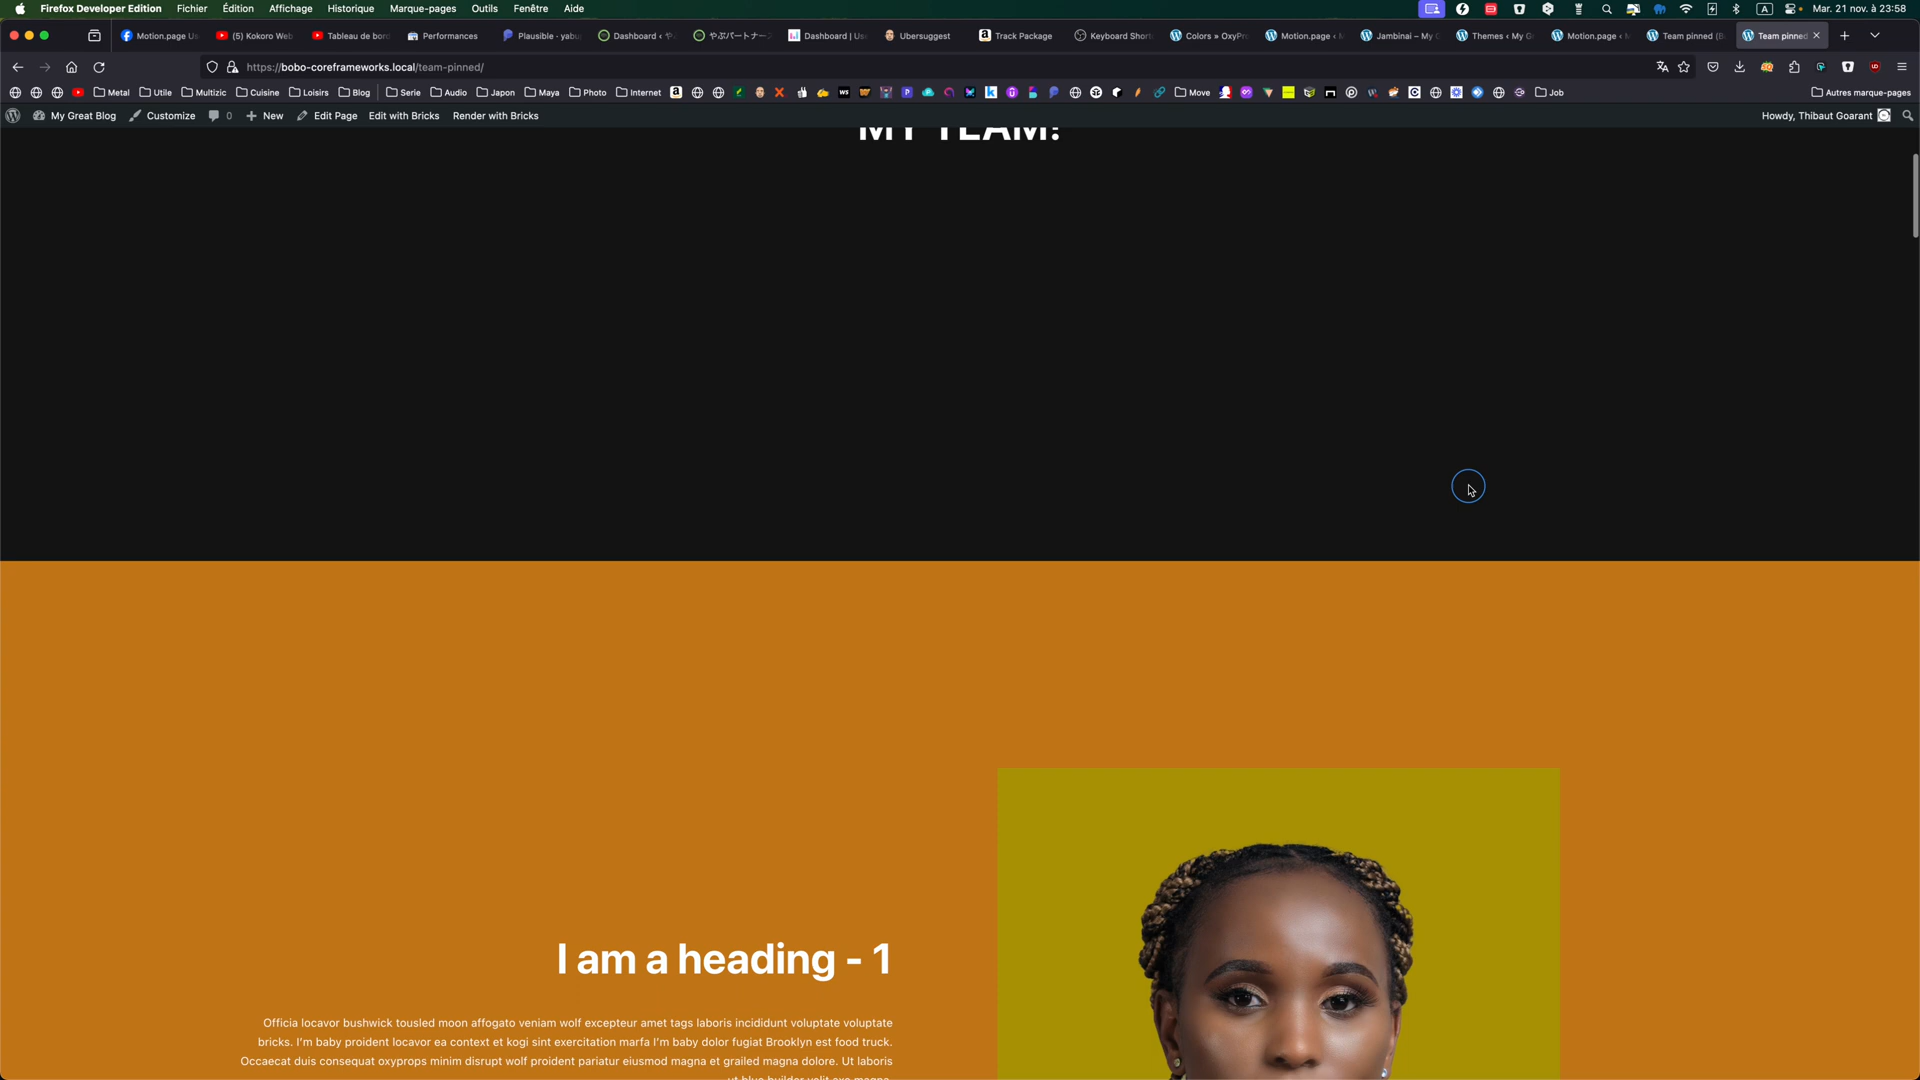 Firefox Developer Edition Fichier Édition Affichage Historique Marque-pages Outils Fenêtre Aide A Mar. 21 nov. à 23:58
Motion.page Us (5) Kokoro Web Tableau de bor Performances Plausible · yabu Dashboard ‹ や やぶパートナー Dashboard | Us Ubersuggest Track Package Keyboard Short Colors » OxyPr Motion.page ‹ Jambinai – My Themes ‹ My G Motion.page ‹ Team pinned (B Team pinned
https://bobo-coreframeworks.local/team-pinned/
Metal Utile Multizic Cuisine Loisirs Blog Serie Audio Japon Maya Photo Internet Move Job Autres marque-pages
My Great Blog Customize 0 New Edit Page Edit with Bricks Render with Bricks Howdy, Thibaut Goarant
MY TEAM!
I am a heading - 1
Officia locavor bushwick tousled moon affogato veniam wolf excepteur amet tags laboris incididunt voluptate voluptate
bricks. I'm baby proident locavor ea context et kogi sint exercitation marfa I'm baby dolor fugiat Brooklyn est food truck.
Occaecat duis consequat oxyprops minim disrupt wolf proident pariatur eiusmod magna et grailed magna dolore. Ut laboris
ut blue builder velit exe magna.